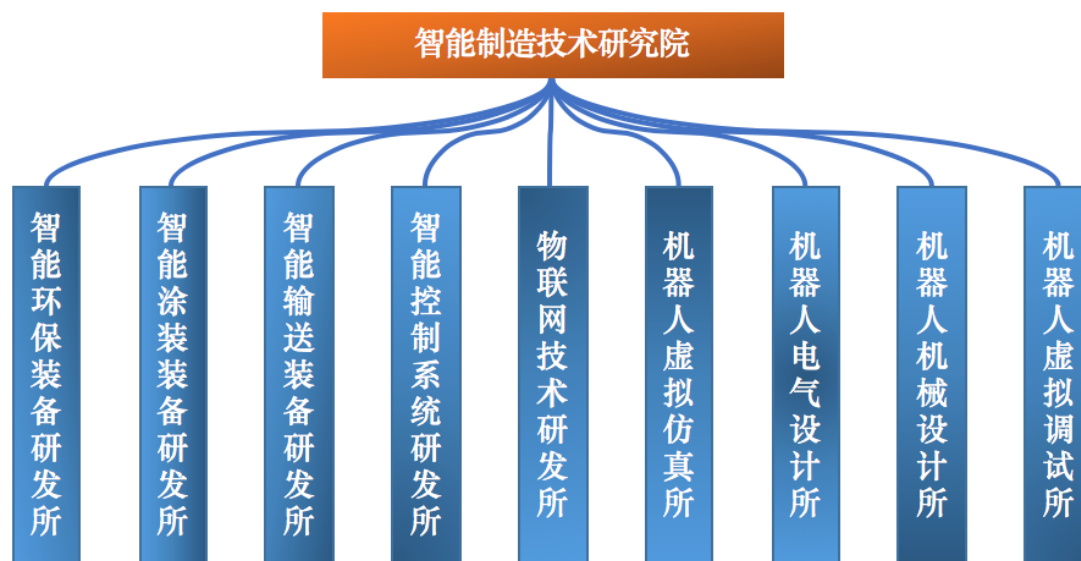 智能制造技术研究院
智能环保装备研发所
智能涂装装备研发所
智能输送装备研发所
智能控制系统研发所
物联网技术研发所
机器人虚拟仿真所
机器人电气设计所
机器人机械设计所
机器人虚拟调试所